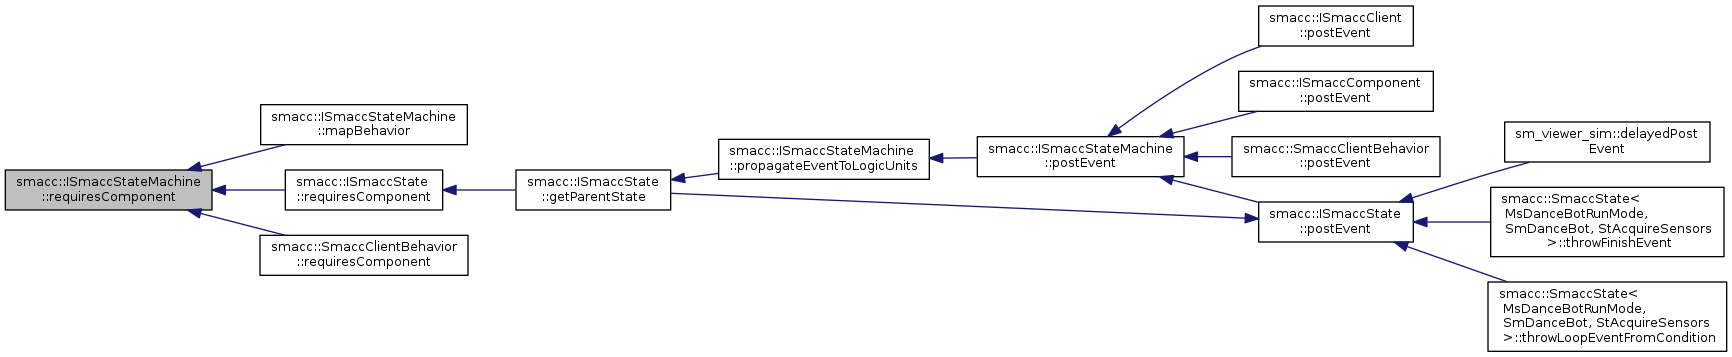 smacc::ISmaccStateMachine
::requiresComponent
smacc::ISmaccStateMachine
::mapBehavior
smacc::ISmaccState
::requiresComponent
smacc::SmaccClientBehavior
::requiresComponent
smacc::ISmaccState
::getParentState
smacc::ISmaccStateMachine
::propagateEventToLogicUnits
smacc::ISmaccStateMachine
::postEvent
smacc::ISmaccClient
::postEvent
smacc::ISmaccComponent
::postEvent
smacc::SmaccClientBehavior
::postEvent
smacc::ISmaccState
::postEvent
sm_viewer_sim::delayedPost
Event
smacc::SmaccState<
MsDanceBotRunMode,
SmDanceBot, StAcquireSensors
>::throwFinishEvent
smacc::SmaccState<
MsDanceBotRunMode,
SmDanceBot, StAcquireSensors
>::throwLoopEventFromCondition